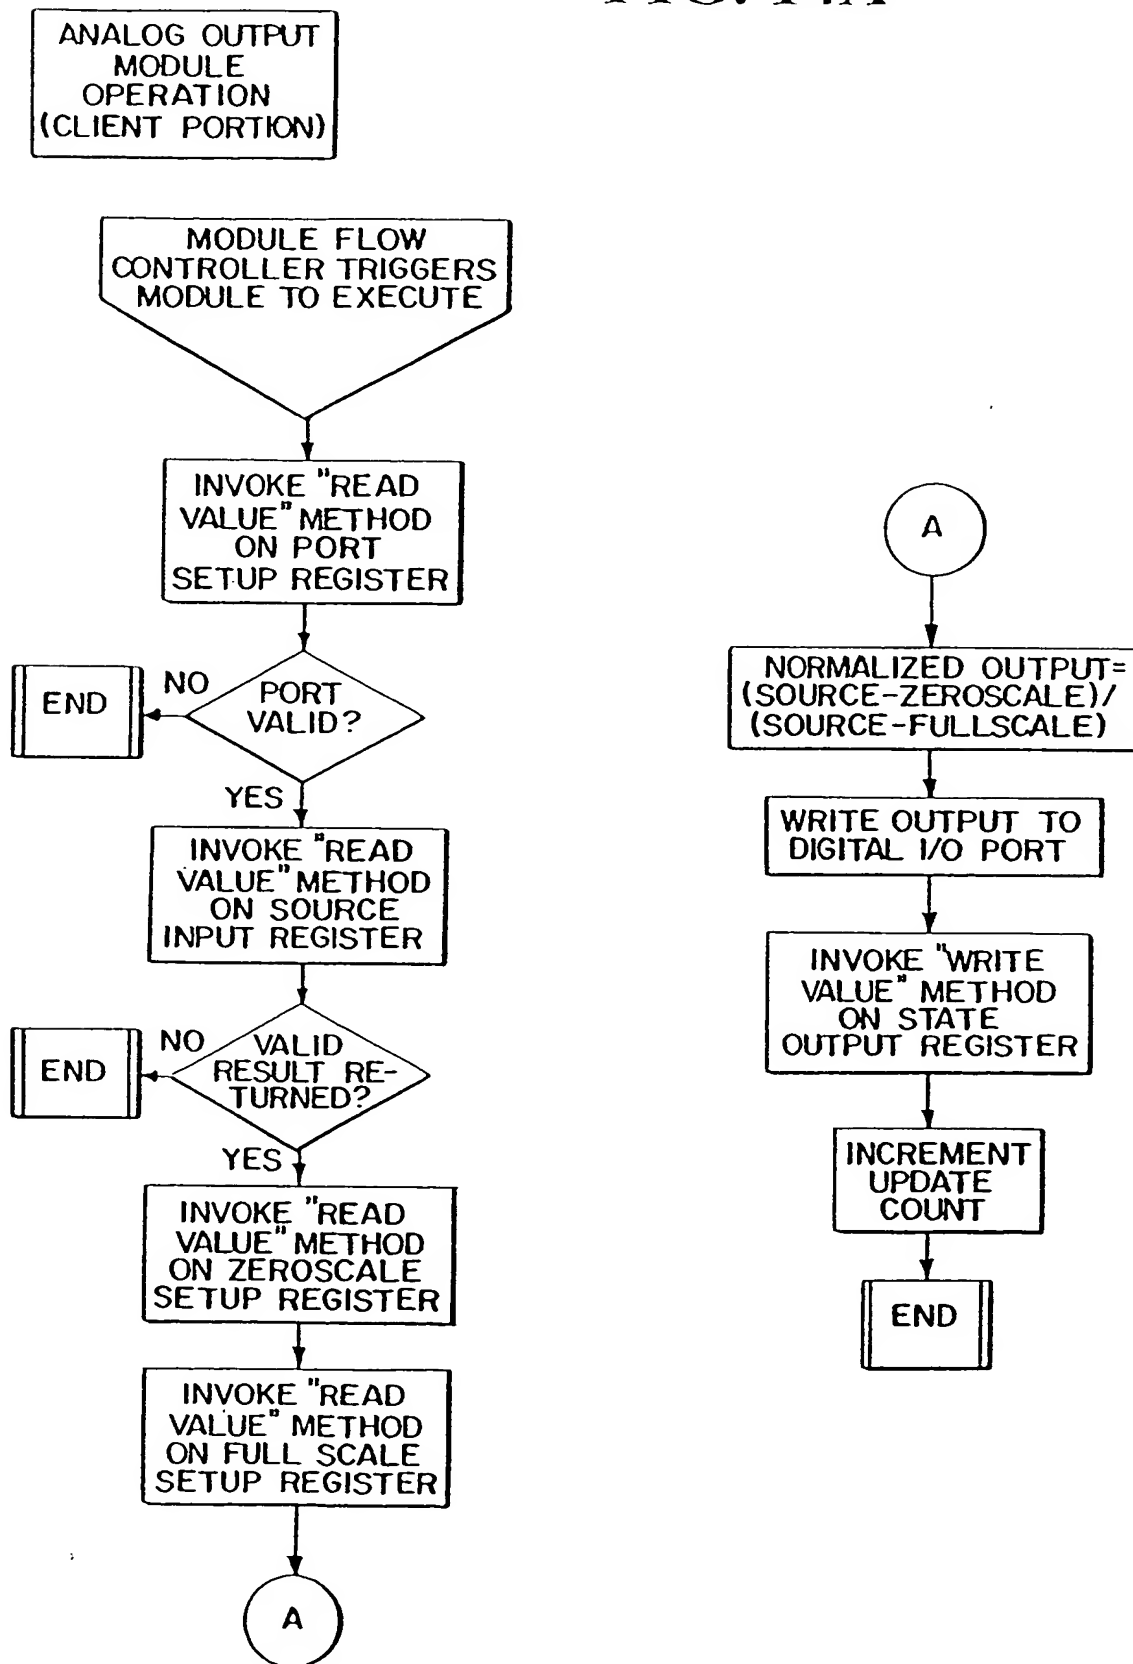 ANALOG OUTPUT
MODULE
OPERATION
(CLIENT PORTION)
MODULE FLOW
CONTROLLER TRIGGERS
MODULE TO EXECUTE
INVOKE "READ
VALUE" METHOD
ON PORT
SETUP REGISTER
PORT
VALID?
NO
END
YES
INVOKE "READ
VALUE" METHOD
ON SOURCE
INPUT REGISTER
VALID
RESULT RE-
TURNED?
NO
END
YES
INVOKE "READ
VALUE" METHOD
ON ZEROSCALE
SETUP REGISTER
INVOKE "READ
VALUE" METHOD
ON FULL SCALE
SETUP REGISTER
A
A
NORMALIZED OUTPUT=
(SOURCE-ZEROSCALE)/
(SOURCE-FULLSCALE)
WRITE OUTPUT TO
DIGITAL I/O PORT
INVOKE "WRITE
VALUE" METHOD
ON STATE
OUTPUT REGISTER
INCREMENT
UPDATE
COUNT
END